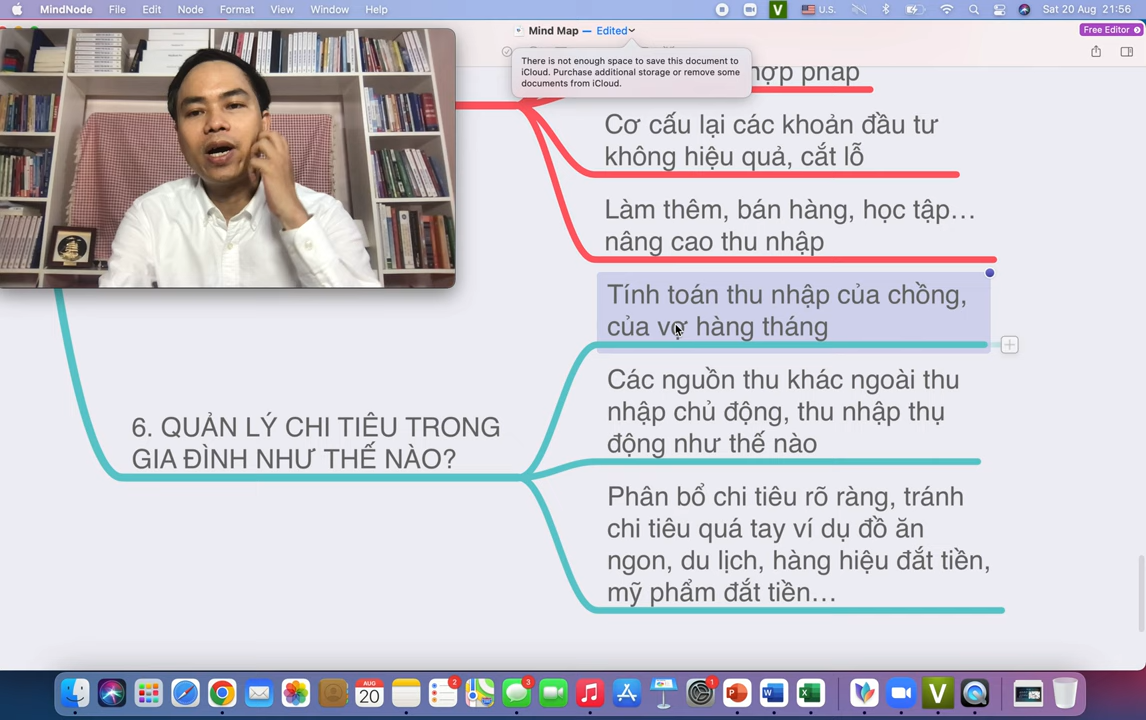 MindNode File Edit Node Format View Window Help
V
U.S.
Sat 20 Aug 21:56
Mind Map — Edited
Free Editor
There is not enough space to save this document to
iCloud. Purchase additional storage or remove some
documents from iCloud.
hợp pháp
Cơ cấu lại các khoản đầu tư
không hiệu quả, cắt lỗ
Làm thêm, bán hàng, học tập…
nâng cao thu nhập
Tính toán thu nhập của chồng,
của vợ hàng tháng
6. QUẢN LÝ CHI TIÊU TRONG
GIA ĐÌNH NHƯ THẾ NÀO?
Các nguồn thu khác ngoài thu
nhập chủ động, thu nhập thụ
động như thế nào
Phân bổ chi tiêu rõ ràng, tránh
chi tiêu quá tay ví dụ đồ ăn
ngon, du lịch, hàng hiệu đắt tiền,
mỹ phẩm đắt tiền…
AUG
20
2
3
1
P
W
X
V